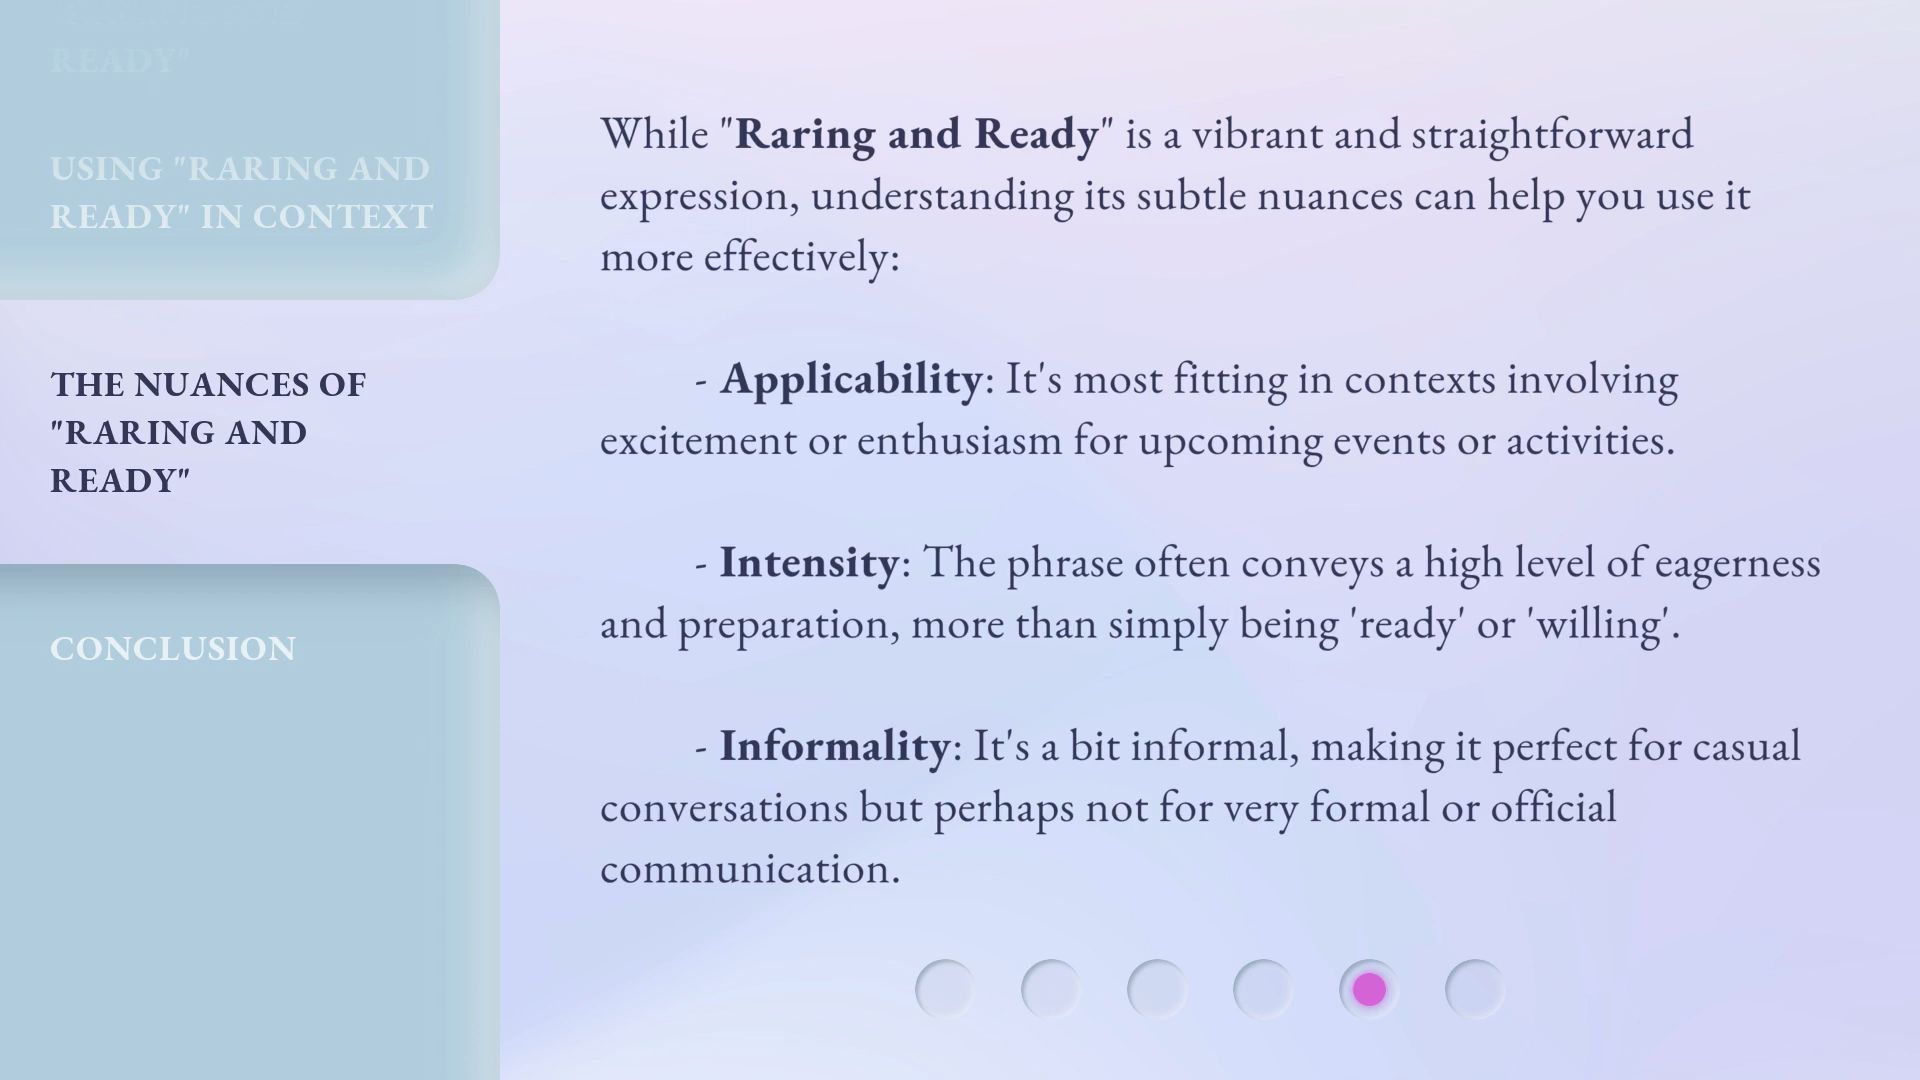 READY"
USING "RARING AND
READY" IN CONTEXT
THE NUANCES OF
"RARING AND
READY"
CONCLUSION
While "Raring and Ready" is a vibrant and straightforward
expression, understanding its subtle nuances can help you use it
more effectively:
- Applicability: It's most fitting in contexts involving
excitement or enthusiasm for upcoming events or activities.
- Intensity: The phrase often conveys a high level of eagerness
and preparation, more than simply being 'ready' or 'willing'.
- Informality: It's a bit informal, making it perfect for casual
conversations but perhaps not for very formal or official
communication.